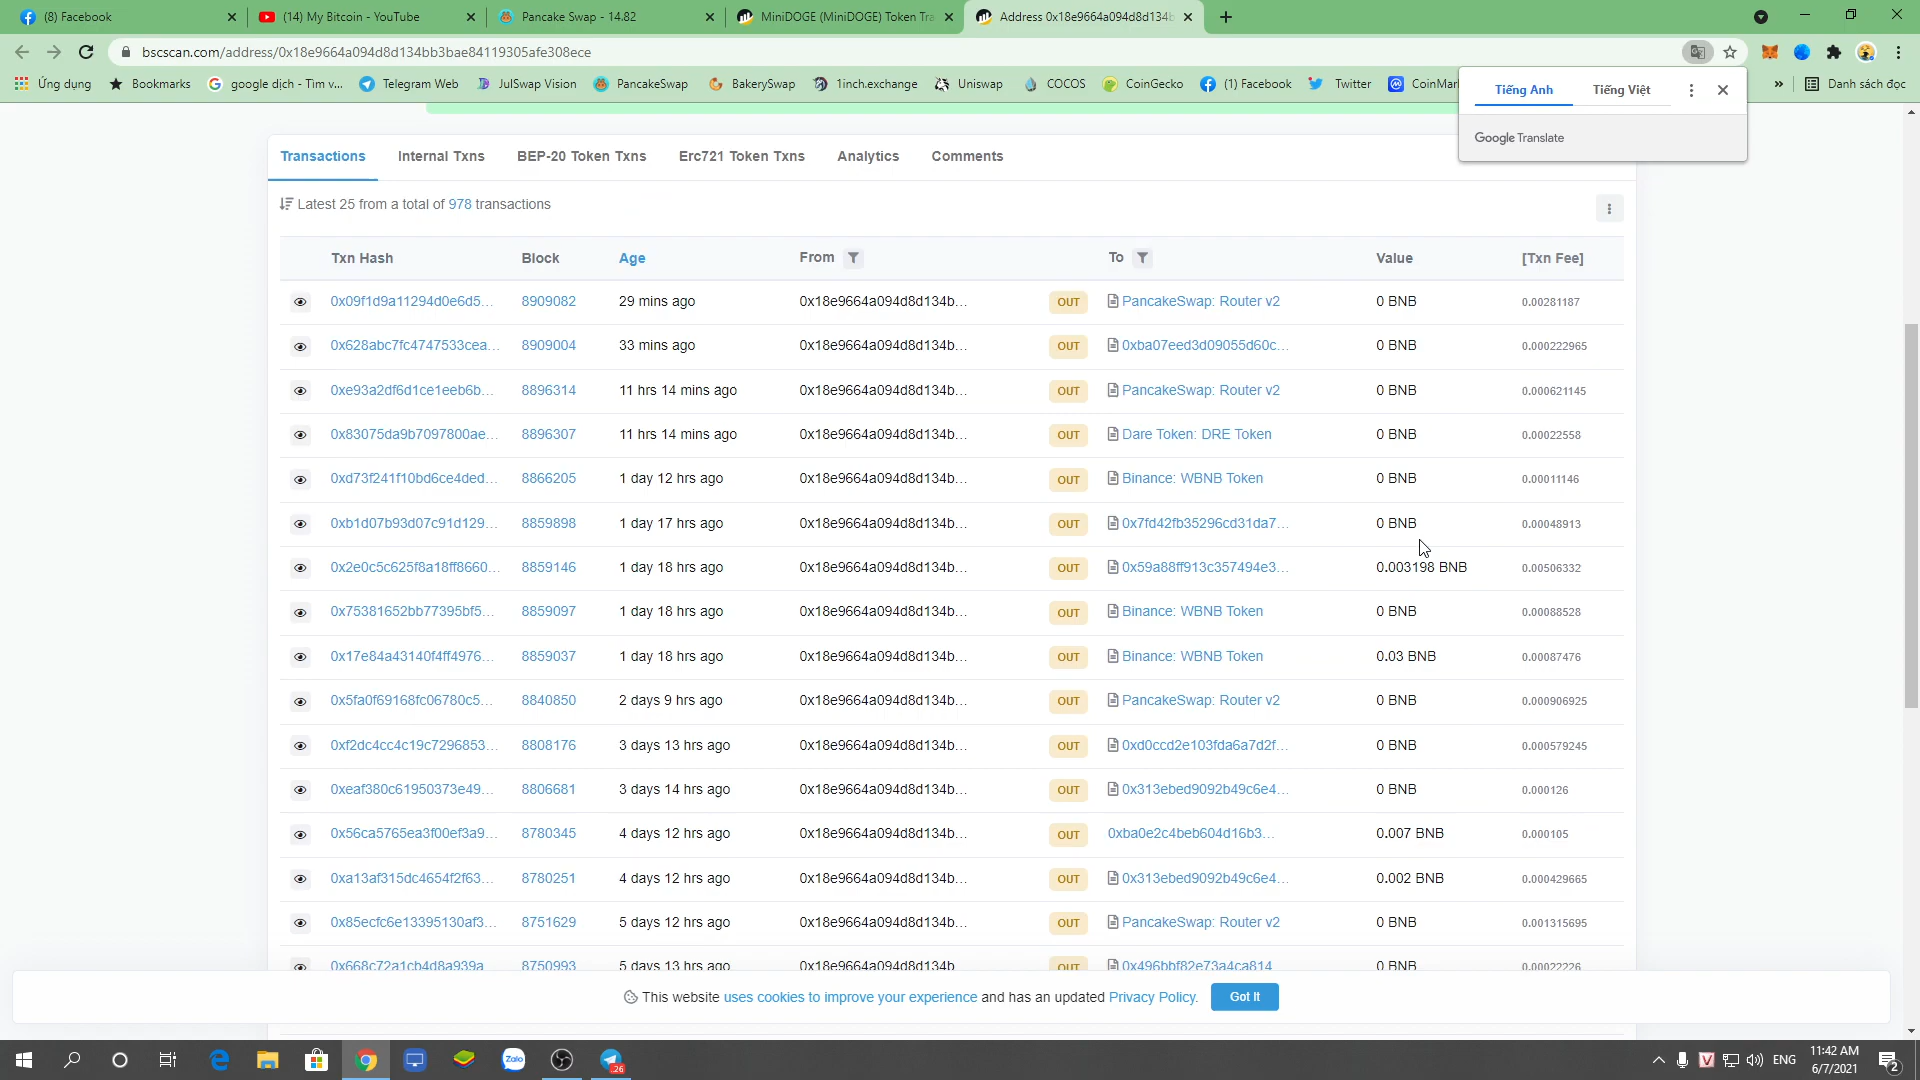 (8) Facebook
(14) My Bitcoin - YouTube
Pancake Swap - 14.82
MiniDOGE (MiniDOGE) Token Tra
Address 0x18e9664a094d8d134b
bscscan.com/address/0x18e9664a094d8d134bb3bae84119305afe308ece
Ứng dụng
Bookmarks
google dịch - Tìm v...
Telegram Web
JulSwap Vision
PancakeSwap
BakerySwap
1inch.exchange
Uniswap
COCOS
CoinGecko
(1) Facebook
Twitter
CoinMar
»
Danh sách đọc
Tiếng Anh
Tiếng Việt
Google Translate
Transactions
Internal Txns
BEP-20 Token Txns
Erc721 Token Txns
Analytics
Comments
Latest 25 from a total of 978 transactions
Txn Hash Block Age From To Value [Txn Fee]
0x09f1d9a11294d0e6d5... 8909082 29 mins ago 0x18e9664a094d8d134b... OUT PancakeSwap: Router v2 0 BNB 0.00281187
0x628abc7fc4747533cea... 8909004 33 mins ago 0x18e9664a094d8d134b... OUT 0xba07eed3d09055d60c... 0 BNB 0.000222965
0xe93a2df6d1ce1eeb6b... 8896314 11 hrs 14 mins ago 0x18e9664a094d8d134b... OUT PancakeSwap: Router v2 0 BNB 0.000621145
0x83075da9b7097800ae... 8896307 11 hrs 14 mins ago 0x18e9664a094d8d134b... OUT Dare Token: DRE Token 0 BNB 0.00022558
0xd73f241f10bd6ce4ded... 8866205 1 day 12 hrs ago 0x18e9664a094d8d134b... OUT Binance: WBNB Token 0 BNB 0.00011146
0xb1d07b93d07c91d129... 8859898 1 day 17 hrs ago 0x18e9664a094d8d134b... OUT 0x7fd42fb35296cd31da7... 0 BNB 0.00048913
0x2e0c5c625f8a18ff8660... 8859146 1 day 18 hrs ago 0x18e9664a094d8d134b... OUT 0x59a88ff913c357494e3... 0.003198 BNB 0.00506332
0x75381652bb77395bf5... 8859097 1 day 18 hrs ago 0x18e9664a094d8d134b... OUT Binance: WBNB Token 0 BNB 0.00088528
0x17e84a43140f4ff4976... 8859037 1 day 18 hrs ago 0x18e9664a094d8d134b... OUT Binance: WBNB Token 0.03 BNB 0.00087476
0x5fa0f69168fc06780c5... 8840850 2 days 9 hrs ago 0x18e9664a094d8d134b... OUT PancakeSwap: Router v2 0 BNB 0.000906925
0xf2dc4cc4c19c7296853... 8808176 3 days 13 hrs ago 0x18e9664a094d8d134b... OUT 0xd0ccd2e103fda6a7d2f... 0 BNB 0.000579245
0xeaf380c61950373e49... 8806681 3 days 14 hrs ago 0x18e9664a094d8d134b... OUT 0x313ebed9092b49c6e4... 0 BNB 0.000126
0x56ca5765ea3f00ef3a9... 8780345 4 days 12 hrs ago 0x18e9664a094d8d134b... OUT 0xba0e2c4beb604d16b3... 0.007 BNB 0.000105
0xa13af315dc4654f2f63... 8780251 4 days 12 hrs ago 0x18e9664a094d8d134b... OUT 0x313ebed9092b49c6e4... 0.002 BNB 0.000429665
0x85ecfc6e13395130af3... 8751629 5 days 12 hrs ago 0x18e9664a094d8d134b... OUT PancakeSwap: Router v2 0 BNB 0.001315695
0x668c72a1cb4d8a939a 8750993 5 days 13 hrs ago 0x18e9664a094d8d134b OUT 0x496bbf82e73a4ca814 0 BNB 0.00022226
This website uses cookies to improve your experience and has an updated Privacy Policy.
Got It
Zalo
26
V
ENG
11:42 AM
6/7/2021
2